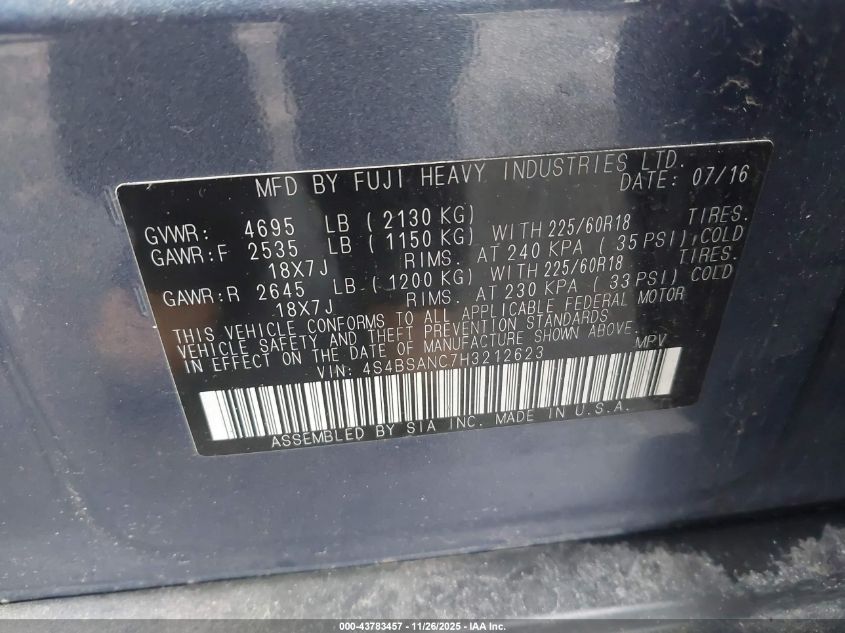 MFD BY FUJI HEAVY INDUSTRIES LTD.
DATE: 07/16
GVWR: 4695 LB ( 2130 KG)
GAWR:F 2535 LB ( 1150 KG) WITH 225/60R18 TIRES.
18X7J RIMS. AT 240 KPA ( 35 PSI),COLD
GAWR:R 2645 LB ( 1200 KG) WITH 225/60R18 TIRES.
18X7J RIMS. AT 230 KPA ( 33 PSI) COLD
THIS VEHICLE CONFORMS TO ALL APPLICABLE FEDERAL MOTOR
VEHICLE SAFETY AND THEFT PREVENTION STANDARDS
IN EFFECT ON THE DATE OF MANUFACTURE SHOWN ABOVE.
VIN: 4S4BSANC7H3212623 MPV
ASSEMBLED BY SIA INC. MADE IN U.S.A.
000-43783457 - 11/26/2025 - IAA Inc.